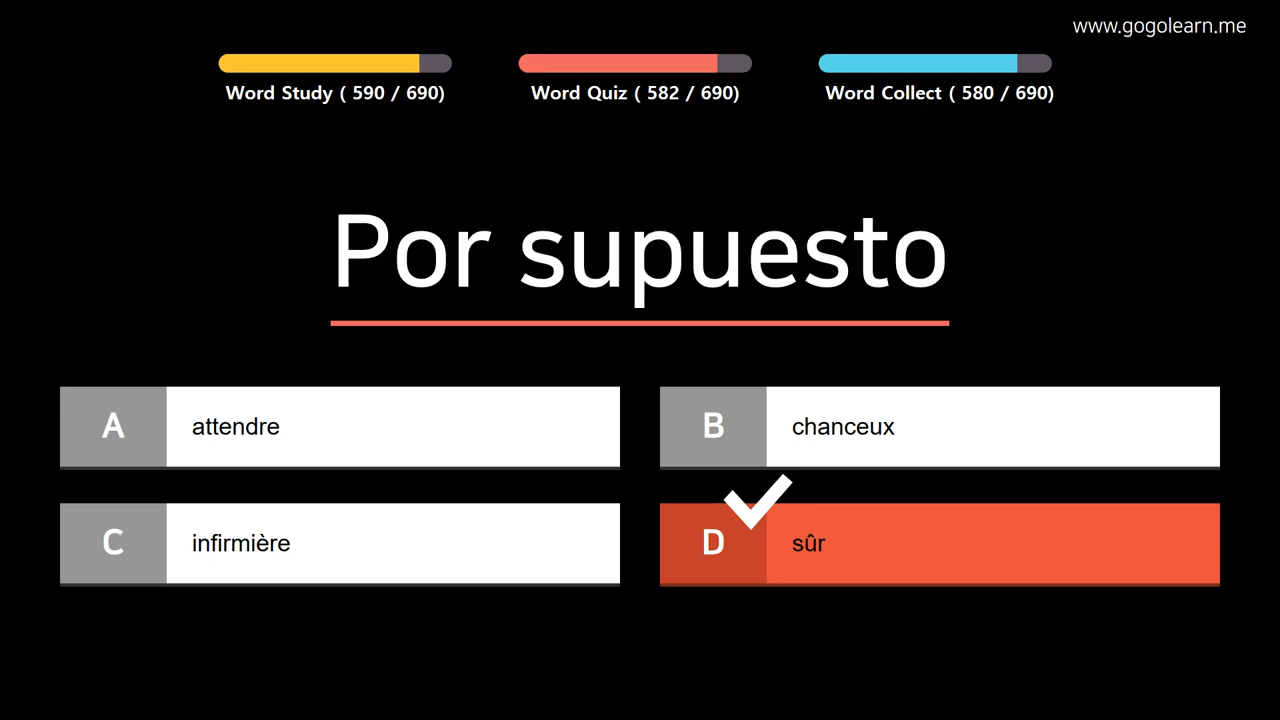 www.gogolearn.me
Word Study ( 590 / 690)
Word Quiz ( 582 / 690)
Word Collect ( 580 / 690)
Por supuesto
A attendre
B chanceux
C infirmière
D sûr